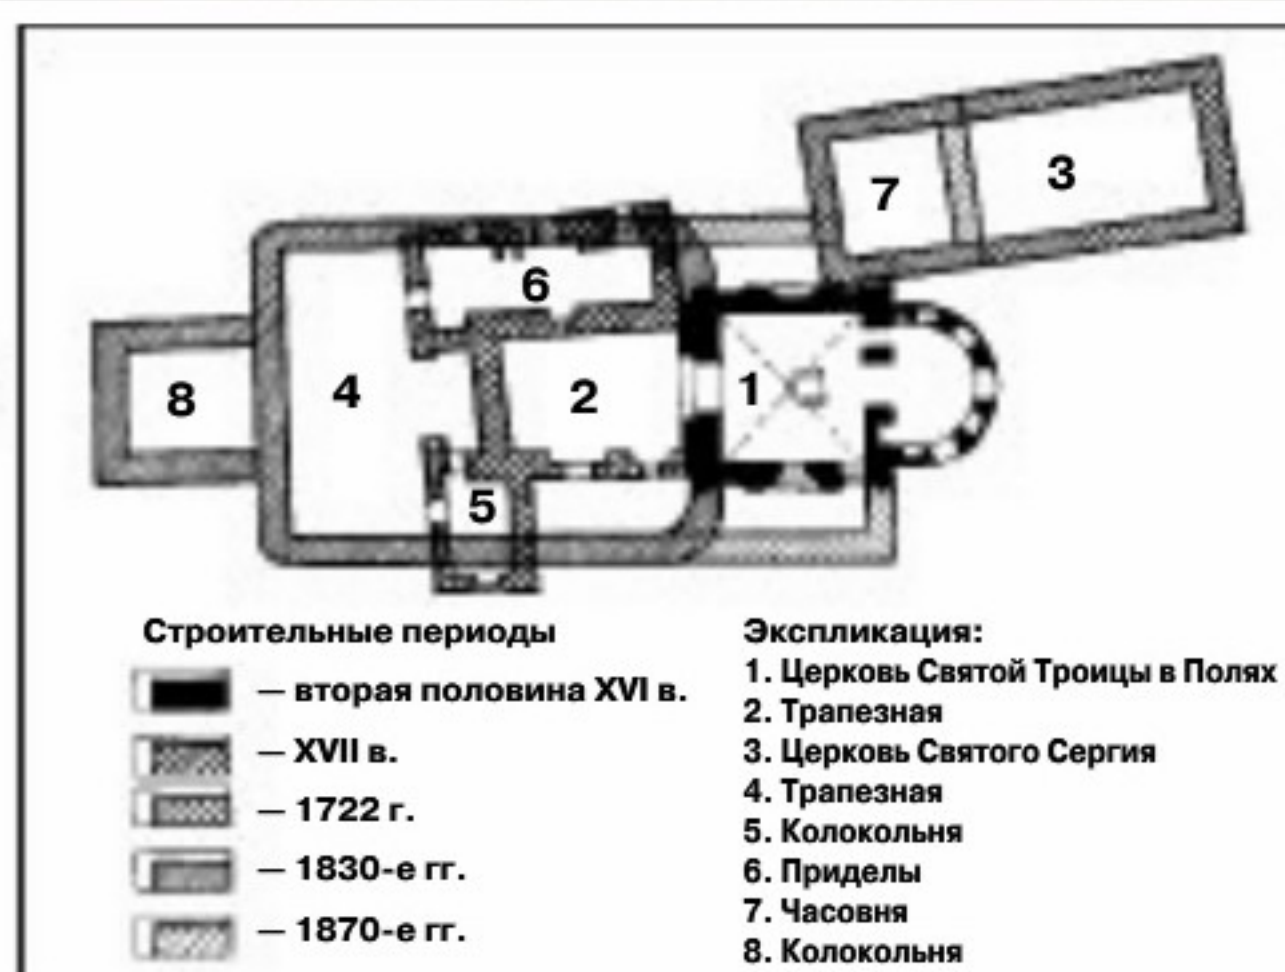 7
3
6
8
4
2
1
5
Строительные периоды
— вторая половина XVI в.
— XVII в.
— 1722 г.
— 1830-е гг.
— 1870-е гг.
Экспликация:
1. Церковь Святой Троицы в Полях
2. Трапезная
3. Церковь Святого Сергия
4. Трапезная
5. Колокольня
6. Приделы
7. Часовня
8. Колокольня